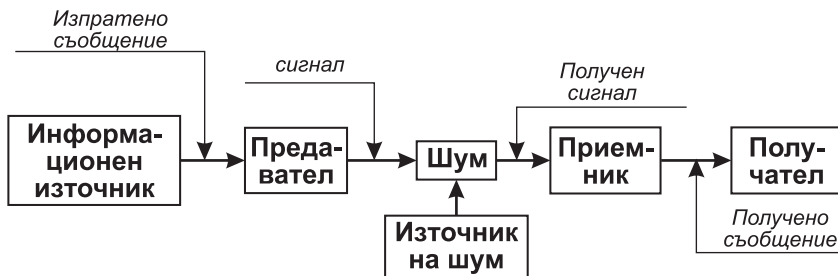 Изпратено
съобщение
сигнал
Получен
сигнал
Информа-
ционен
източник
Преда-
вател
Шум
Прием-
ник
Полу-
чател
Източник
на шум
Получено
съобщение